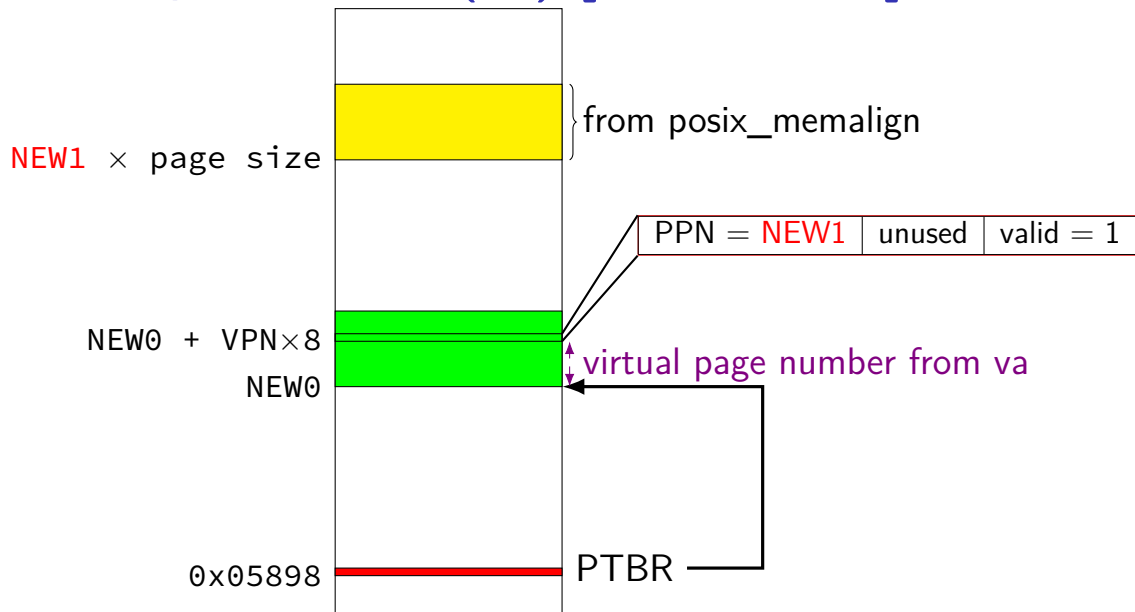 from posix_memalign
NEW1 × page size
PPN = NEW1 unused valid = 1
NEW0 + VPN×8
virtual page number from va
NEW0
PTBR
0x05898